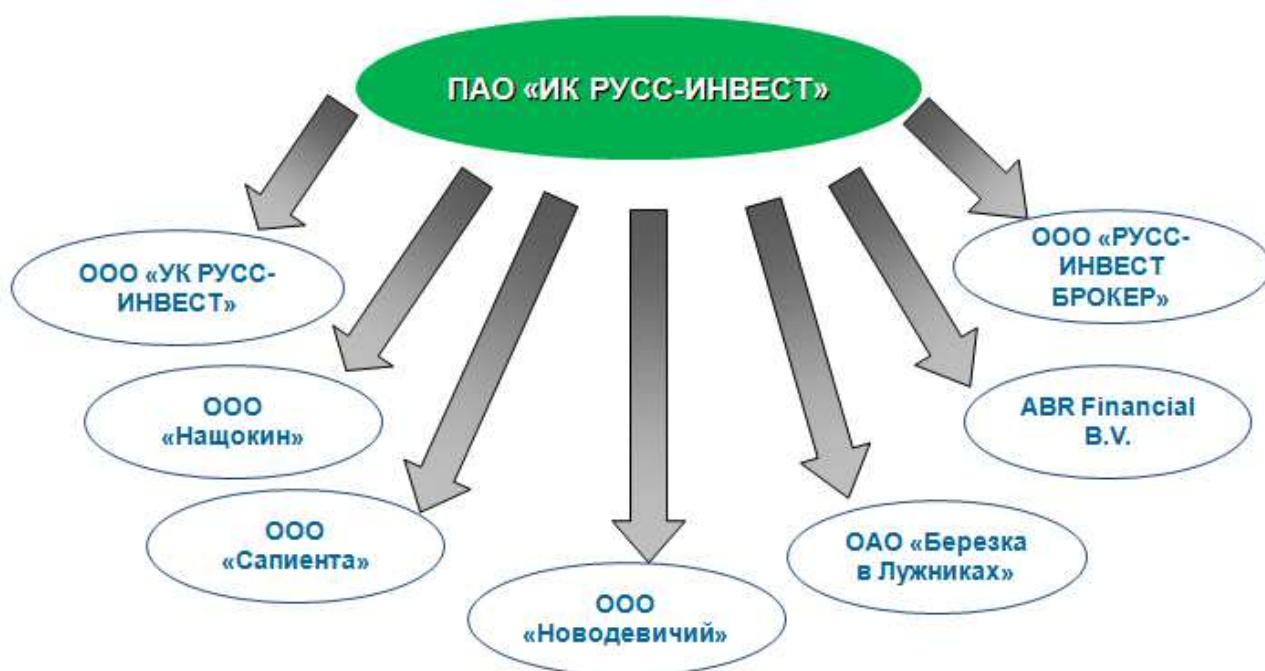 ПАО «ИК РУСС-ИНВЕСТ»
ООО «УК РУСС-
ИНВЕСТ»
ООО «РУСС-
ИНВЕСТ
БРОКЕР»
ООО
«Нащокин»
ABR Financial
B.V.
ООО
«Сапиента»
ОАО «Березка
в Лужниках»
ООО
«Новодевичий»